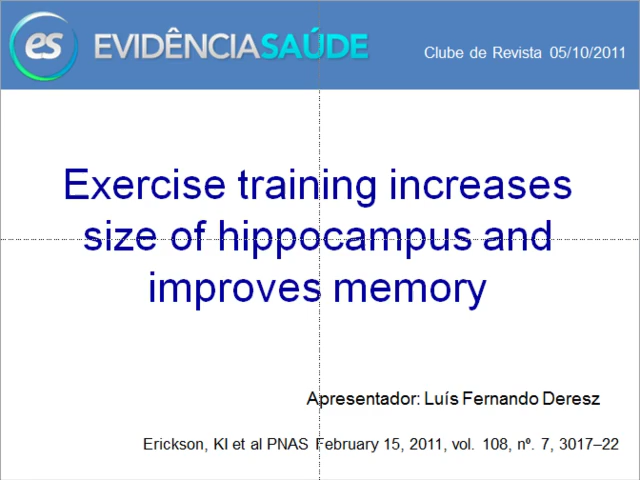 es EVIDÊNCIASAÚDE
Clube de Revista 05/10/2011
Exercise training increases
size of hippocampus and
improves memory
Apresentador: Luís Fernando Deresz
Erickson, KI et al PNAS February 15, 2011, vol. 108, nº. 7, 3017–22